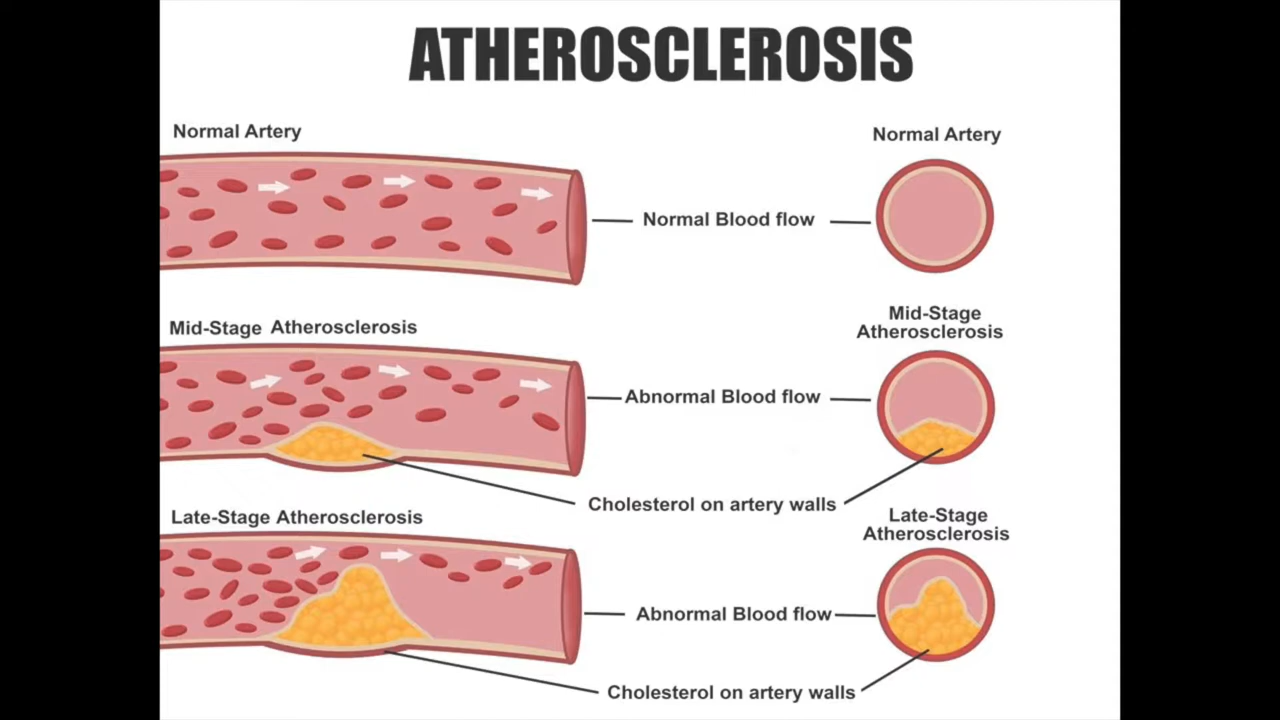 ATHEROSCLEROSIS
Normal Artery
Normal Artery
Normal Blood flow
Mid-Stage Atherosclerosis
Mid-Stage
Atherosclerosis
Abnormal Blood flow
Cholesterol on artery walls
Late-Stage Atherosclerosis
Late-Stage
Atherosclerosis
Abnormal Blood flow
Cholesterol on artery walls